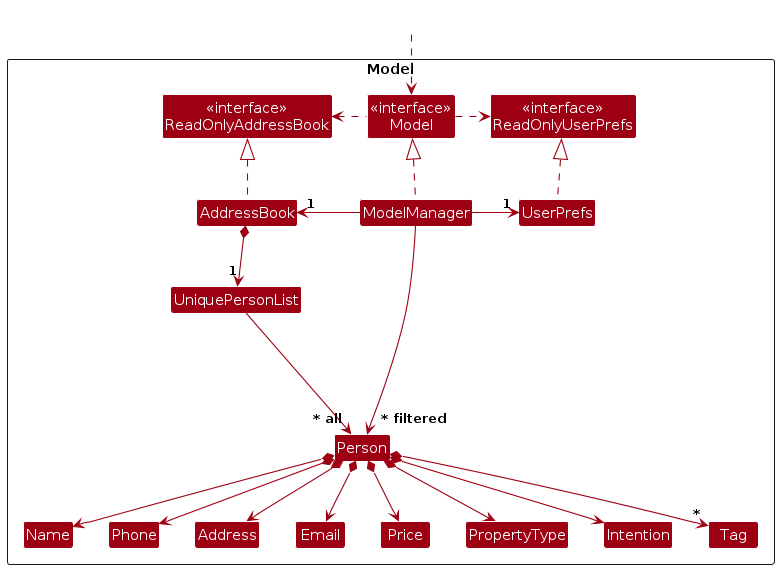 Model
«interface»
ReadOnlyAddressBook
«interface»
Model
«interface»
ReadOnlyUserPrefs
AddressBook
1
ModelManager
1
UserPrefs
1
UniquePersonList
* all
* filtered
Person
*
Name
Phone
Address
Email
Price
PropertyType
Intention
Tag